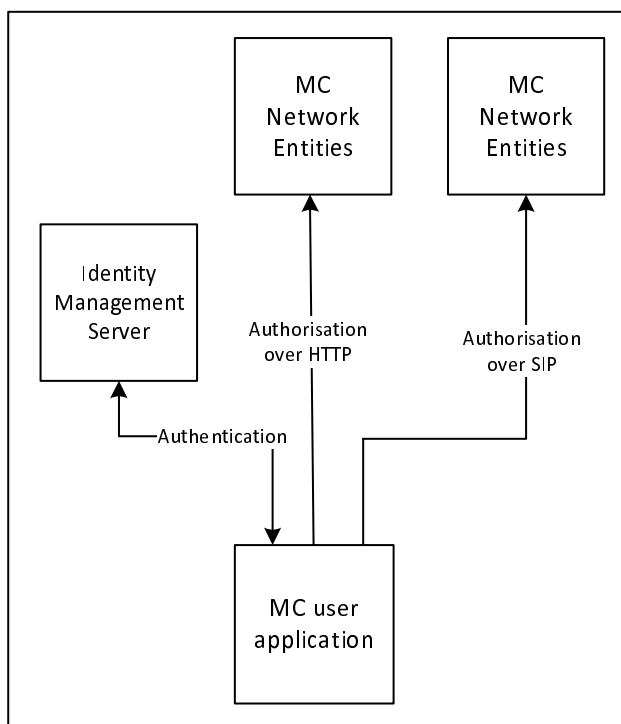 MC
Network
Entities
MC
Network
Entities
Identity
Management
Server
Authorisation
over HTTP
Authorisation
over SIP
Authentication
MC user
application